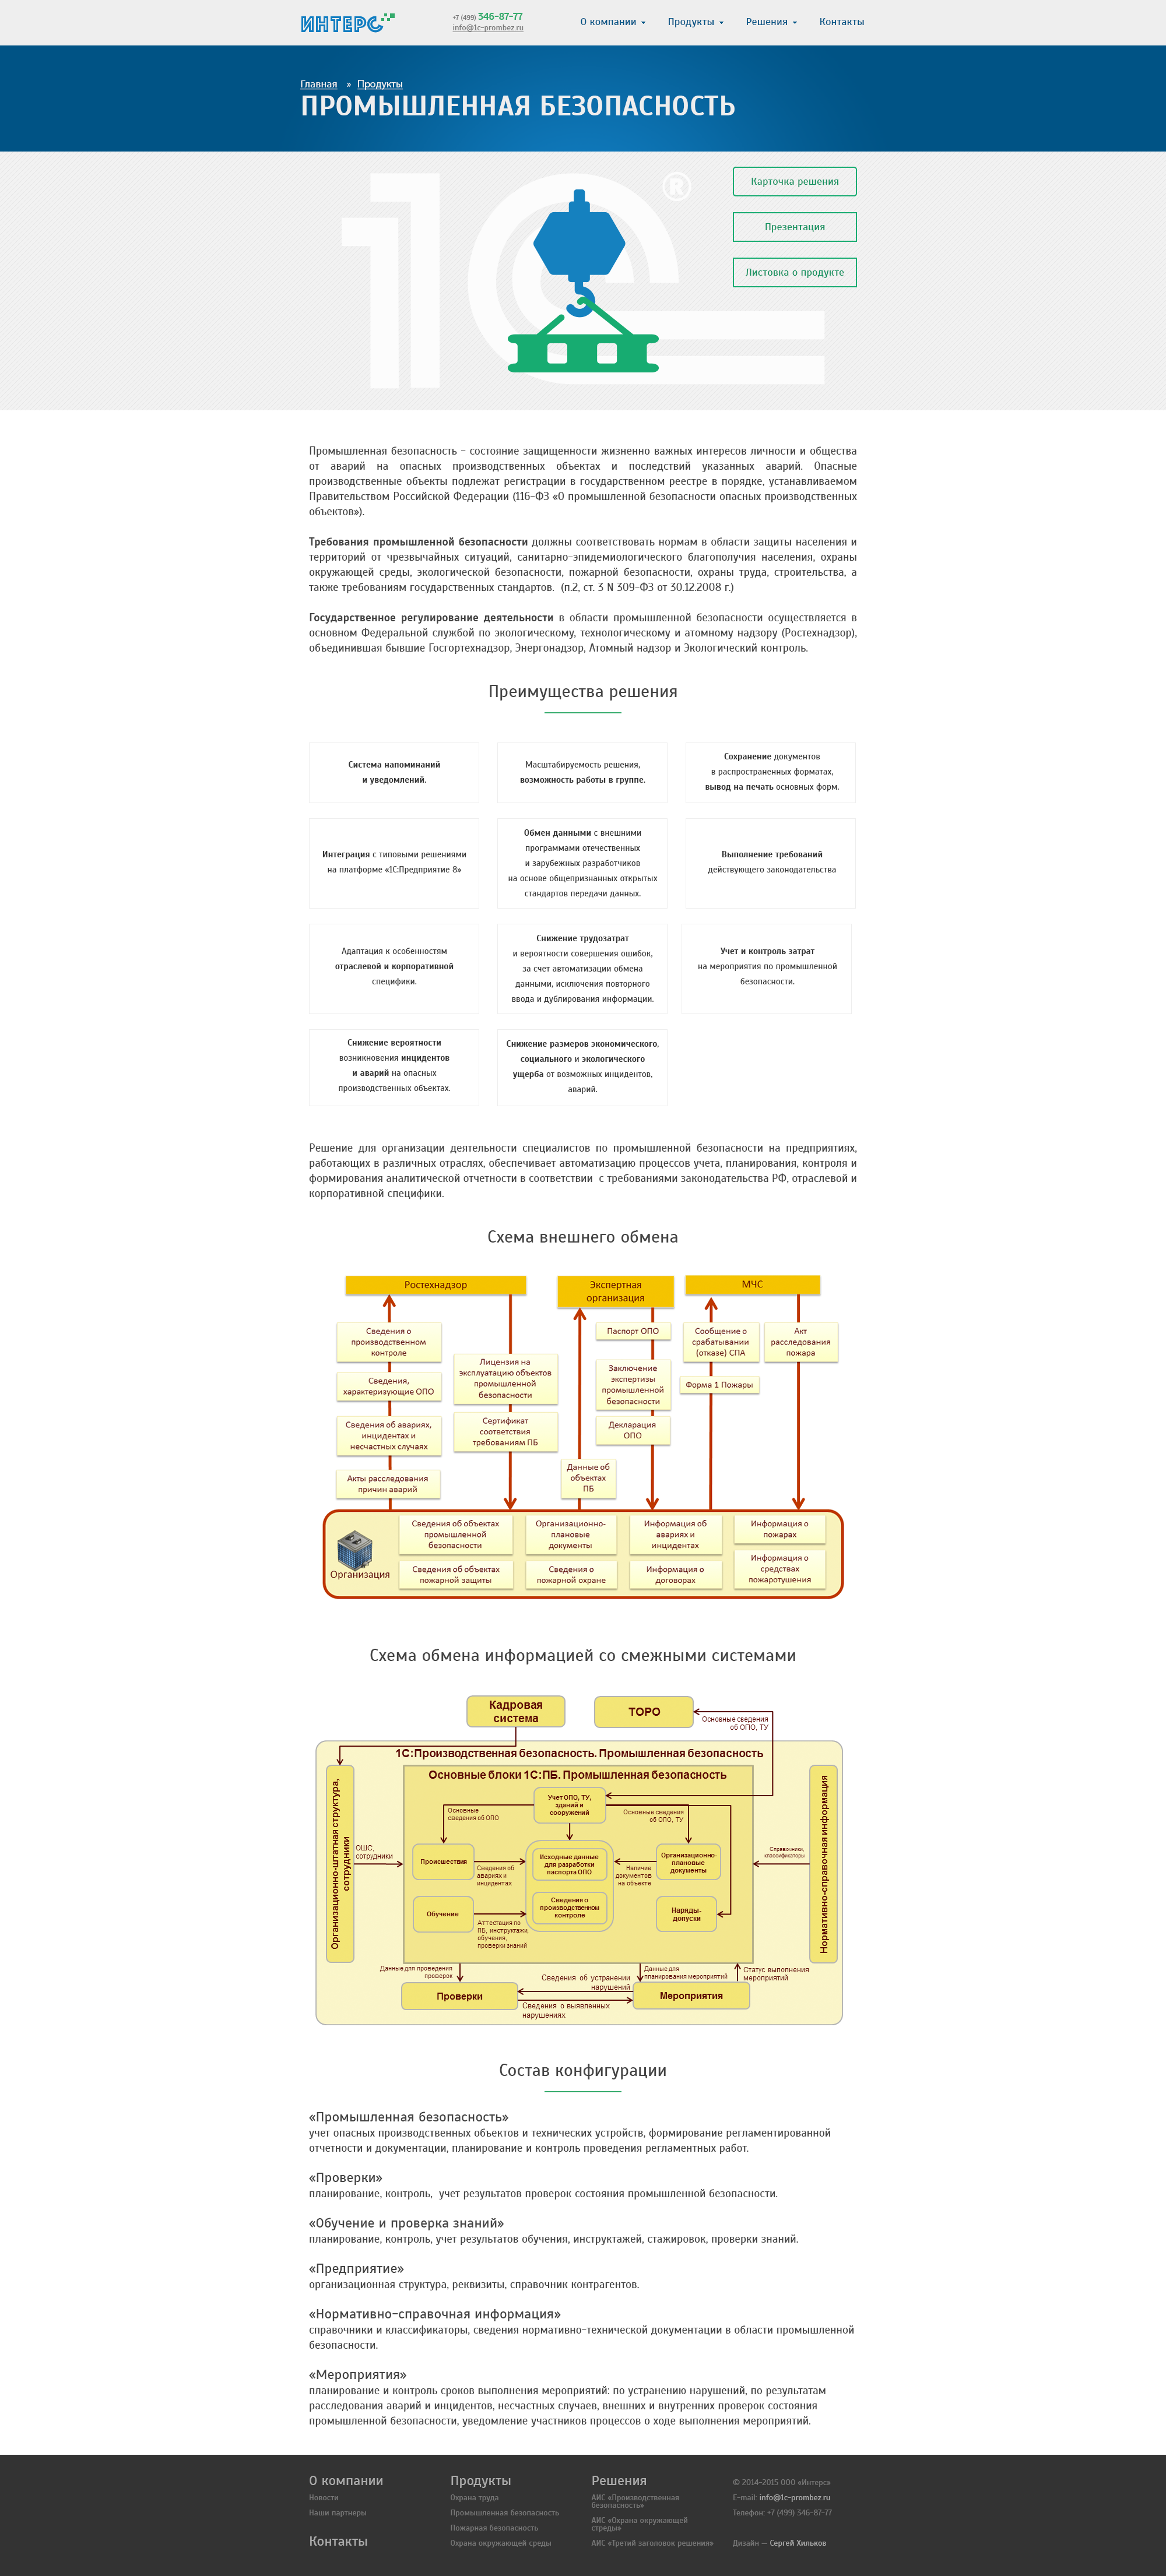 ИНТЕРС
+7 (499) 346-87-77
info@1c-prombez.ru
О компании
Продукты
Решения
Контакты
Главная » Продукты
ПРОМЫШЛЕННАЯ БЕЗОПАСНОСТЬ
1С®
Карточка решения
Презентация
Листовка о продукте
Промышленная безопасность - состояние защищенности жизненно важных интересов личности и общества
от аварий на опасных производственных объектах и последствий указанных аварий. Опасные
производственные объекты подлежат регистрации в государственном реестре в порядке, устанавливаемом
Правительством Российской Федерации (116-ФЗ «О промышленной безопасности опасных производственных
объектов»).
Требования промышленной безопасности должны соответствовать нормам в области защиты населения и
территорий от чрезвычайных ситуаций, санитарно-эпидемиологического благополучия населения, охраны
окружающей среды, экологической безопасности, пожарной безопасности, охраны труда, строительства, а
также требованиям государственных стандартов. (п.2, ст. 3 N 309-ФЗ от 30.12.2008 г.)
Государственное регулирование деятельности в области промышленной безопасности осуществляется в
основном Федеральной службой по экологическому, технологическому и атомному надзору (Ростехнадзор),
объединившая бывшие Госгортехнадзор, Энергонадзор, Атомный надзор и Экологический контроль.
Преимущества решения
Система напоминаний
и уведомлений.
Масштабируемость решения,
возможность работы в группе.
Сохранение документов
в распространенных форматах,
вывод на печать основных форм.
Интеграция с типовыми решениями
на платформе «1С:Предприятие 8»
Обмен данными с внешними
программами отечественных
и зарубежных разработчиков
на основе общепризнанных открытых
стандартов передачи данных.
Выполнение требований
действующего законодательства
Адаптация к особенностям
отраслевой и корпоративной
специфики.
Снижение трудозатрат
и вероятности совершения ошибок,
за счет автоматизации обмена
данными, исключения повторного
ввода и дублирования информации.
Учет и контроль затрат
на мероприятия по промышленной
безопасности.
Снижение вероятности
возникновения инцидентов
и аварий на опасных
производственных объектах.
Снижение размеров экономического,
социального и экологического
ущерба от возможных инцидентов,
аварий.
Решение для организации деятельности специалистов по промышленной безопасности на предприятиях,
работающих в различных отраслях, обеспечивает автоматизацию процессов учета, планирования, контроля и
формирования аналитической отчетности в соответствии с требованиями законодательства РФ, отраслевой и
корпоративной специфики.
Схема внешнего обмена
Ростехнадзор
Экспертная
организация
МЧС
Сведения о
производственном
контроле
Сведения,
характеризующие ОПО
Сведения об авариях,
инцидентах и
несчастных случаях
Акты расследования
причин аварий
Лицензия на
эксплуатацию объектов
промышленной
безопасности
Сертификат
соответствия
требованиям ПБ
Данные об
объектах
ПБ
Паспорт ОПО
Заключение
экспертизы
промышленной
безопасности
Декларация
ОПО
Сообщение о
срабатывании
(отказе) СПА
Форма 1 Пожары
Акт
расследования
пожара
Организация
Сведения об объектах
промышленной
безопасности
Организационно-
плановые
документы
Информация об
авариях и
инцидентах
Информация о
пожарах
Сведения об объектах
пожарной защиты
Сведения о
пожарной охране
Информация о
договорах
Информация о
средствах
пожаротушения
Схема обмена информацией со смежными системами
Кадровая
система
ТОРО
Основные сведения
об ОПО, ТУ
1С:Производственная безопасность. Промышленная безопасность
Основные блоки 1С:ПБ. Промышленная безопасность
Организационно-штатная структура,
сотрудники
ОШС,
сотрудники
Учет ОПО, ТУ,
зданий и
сооружений
Основные
сведения об ОПО
Основные сведения
об ОПО, ТУ
Происшествия
Сведения об
авариях и
инцидентах
Исходные данные
для разработки
паспорта ОПО
Наличие
документов
на объекте
Организационно-
плановые
документы
Справочники,
классификаторы
Нормативно-справочная информация
Обучение
Аттестация по
ПБ, инструктажи,
обучения,
проверки знаний
Сведения о
производственном
контроле
Наряды-
допуски
Данные для проведения
проверок
Сведения об устранении
нарушений
Данные для
планирования мероприятий
Статус выполнения
мероприятий
Проверки
Сведения о выявленных
нарушениях
Мероприятия
Состав конфигурации
«Промышленная безопасность»
учет опасных производственных объектов и технических устройств, формирование регламентированной
отчетности и документации, планирование и контроль проведения регламентных работ.
«Проверки»
планирование, контроль, учет результатов проверок состояния промышленной безопасности.
«Обучение и проверка знаний»
планирование, контроль, учет результатов обучения, инструктажей, стажировок, проверки знаний.
«Предприятие»
организационная структура, реквизиты, справочник контрагентов.
«Нормативно-справочная информация»
справочники и классификаторы, сведения нормативно-технической документации в области промышленной
безопасности.
«Мероприятия»
планирование и контроль сроков выполнения мероприятий: по устранению нарушений, по результатам
расследования аварий и инцидентов, несчастных случаев, внешних и внутренних проверок состояния
промышленной безопасности, уведомление участников процессов о ходе выполнения мероприятий.
О компании
Новости
Наши партнеры
Контакты
Продукты
Охрана труда
Промышленная безопасность
Пожарная безопасность
Охрана окружающей среды
Решения
АИС «Производственная
безопасность»
АИС «Охрана окружающей
стреды»
АИС «Третий заголовок решения»
© 2014-2015 ООО «Интерс»
E-mail: info@1c-prombez.ru
Телефон: +7 (499) 346-87-77
Дизайн — Сергей Хильков